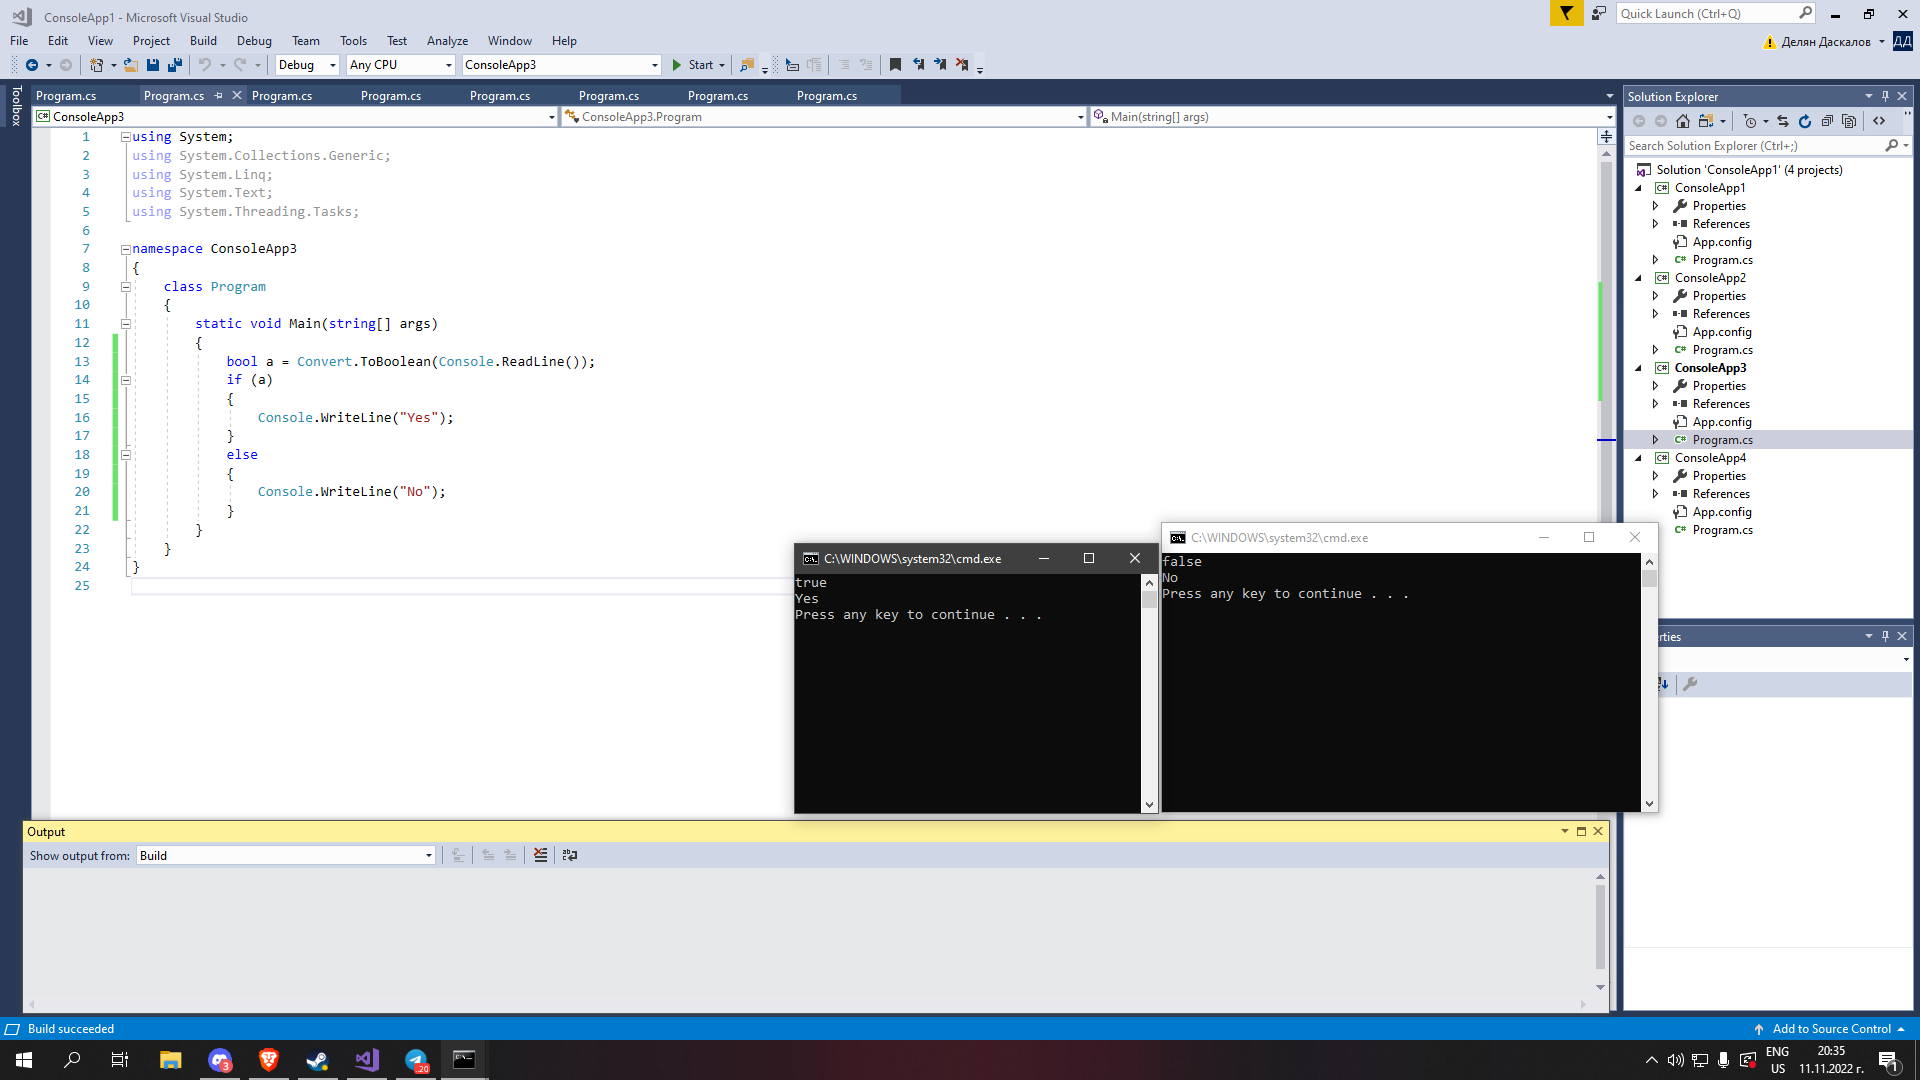 ConsoleApp1 - Microsoft Visual Studio
Quick Launch (Ctrl+Q)
File Edit View Project Build Debug Team Tools Test Analyze Window Help
Делян Даскалов ДД
Debug Any CPU ConsoleApp3 Start
Toolbox
Program.cs Program.cs Program.cs Program.cs Program.cs Program.cs Program.cs Program.cs
ConsoleApp3 ConsoleApp3.Program Main(string[] args)
1 using System;
2 using System.Collections.Generic;
3 using System.Linq;
4 using System.Text;
5 using System.Threading.Tasks;
6
7 namespace ConsoleApp3
8 {
9 class Program
10 {
11 static void Main(string[] args)
12 {
13 bool a = Convert.ToBoolean(Console.ReadLine());
14 if (a)
15 {
16 Console.WriteLine("Yes");
17 }
18 else
19 {
20 Console.WriteLine("No");
21 }
22 }
23 }
24 }
25
Solution Explorer
Search Solution Explorer (Ctrl+;)
Solution 'ConsoleApp1' (4 projects)
C# ConsoleApp1
Properties
References
App.config
C# Program.cs
C# ConsoleApp2
Properties
References
App.config
C# Program.cs
C# ConsoleApp3
Properties
References
App.config
C# Program.cs
C# ConsoleApp4
Properties
References
App.config
C# Program.cs
C:\WINDOWS\system32\cmd.exe
true
Yes
Press any key to continue . . .
C:\WINDOWS\system32\cmd.exe
false
No
Press any key to continue . . .
erties
Output
Show output from: Build
Build succeeded
Add to Source Control
3
20
ENG
US
20:35
11.11.2022 г.
1